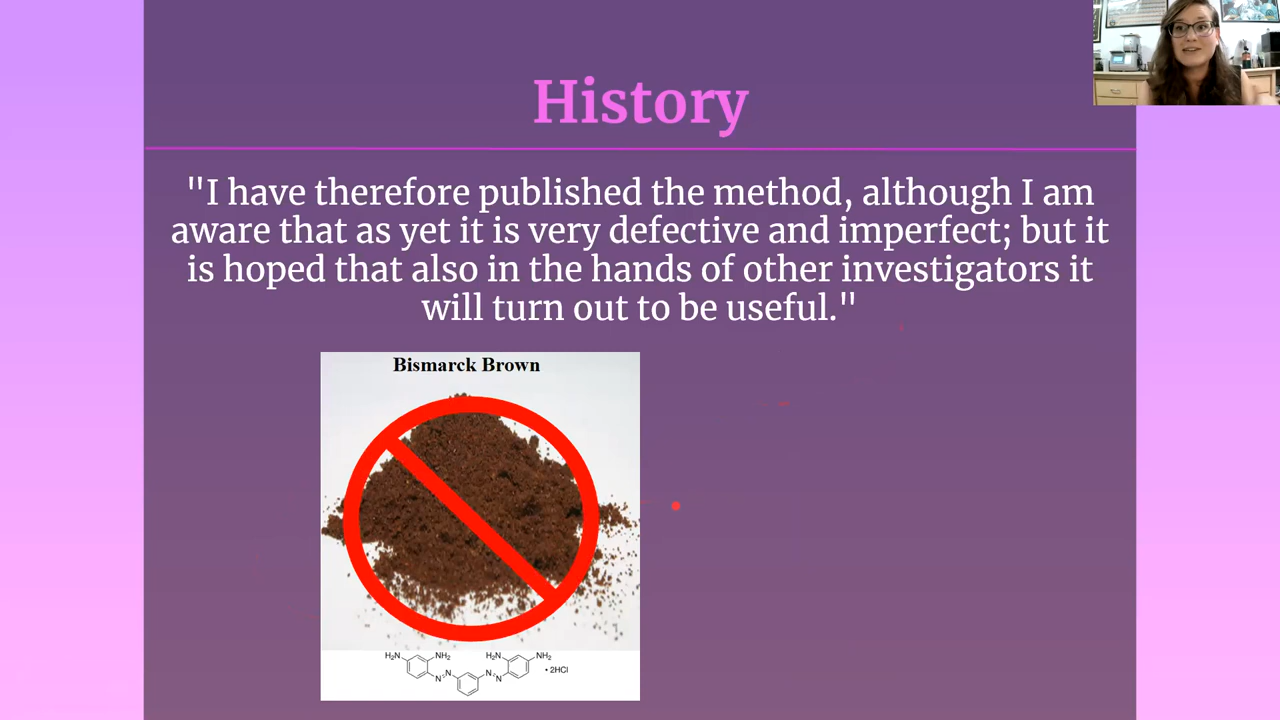 History
"I have therefore published the method, although I am
aware that as yet it is very defective and imperfect; but it
is hoped that also in the hands of other investigators it
will turn out to be useful."
Bismarck Brown
H₂N NH₂ H₂N NH₂
N N N N • 2HCl